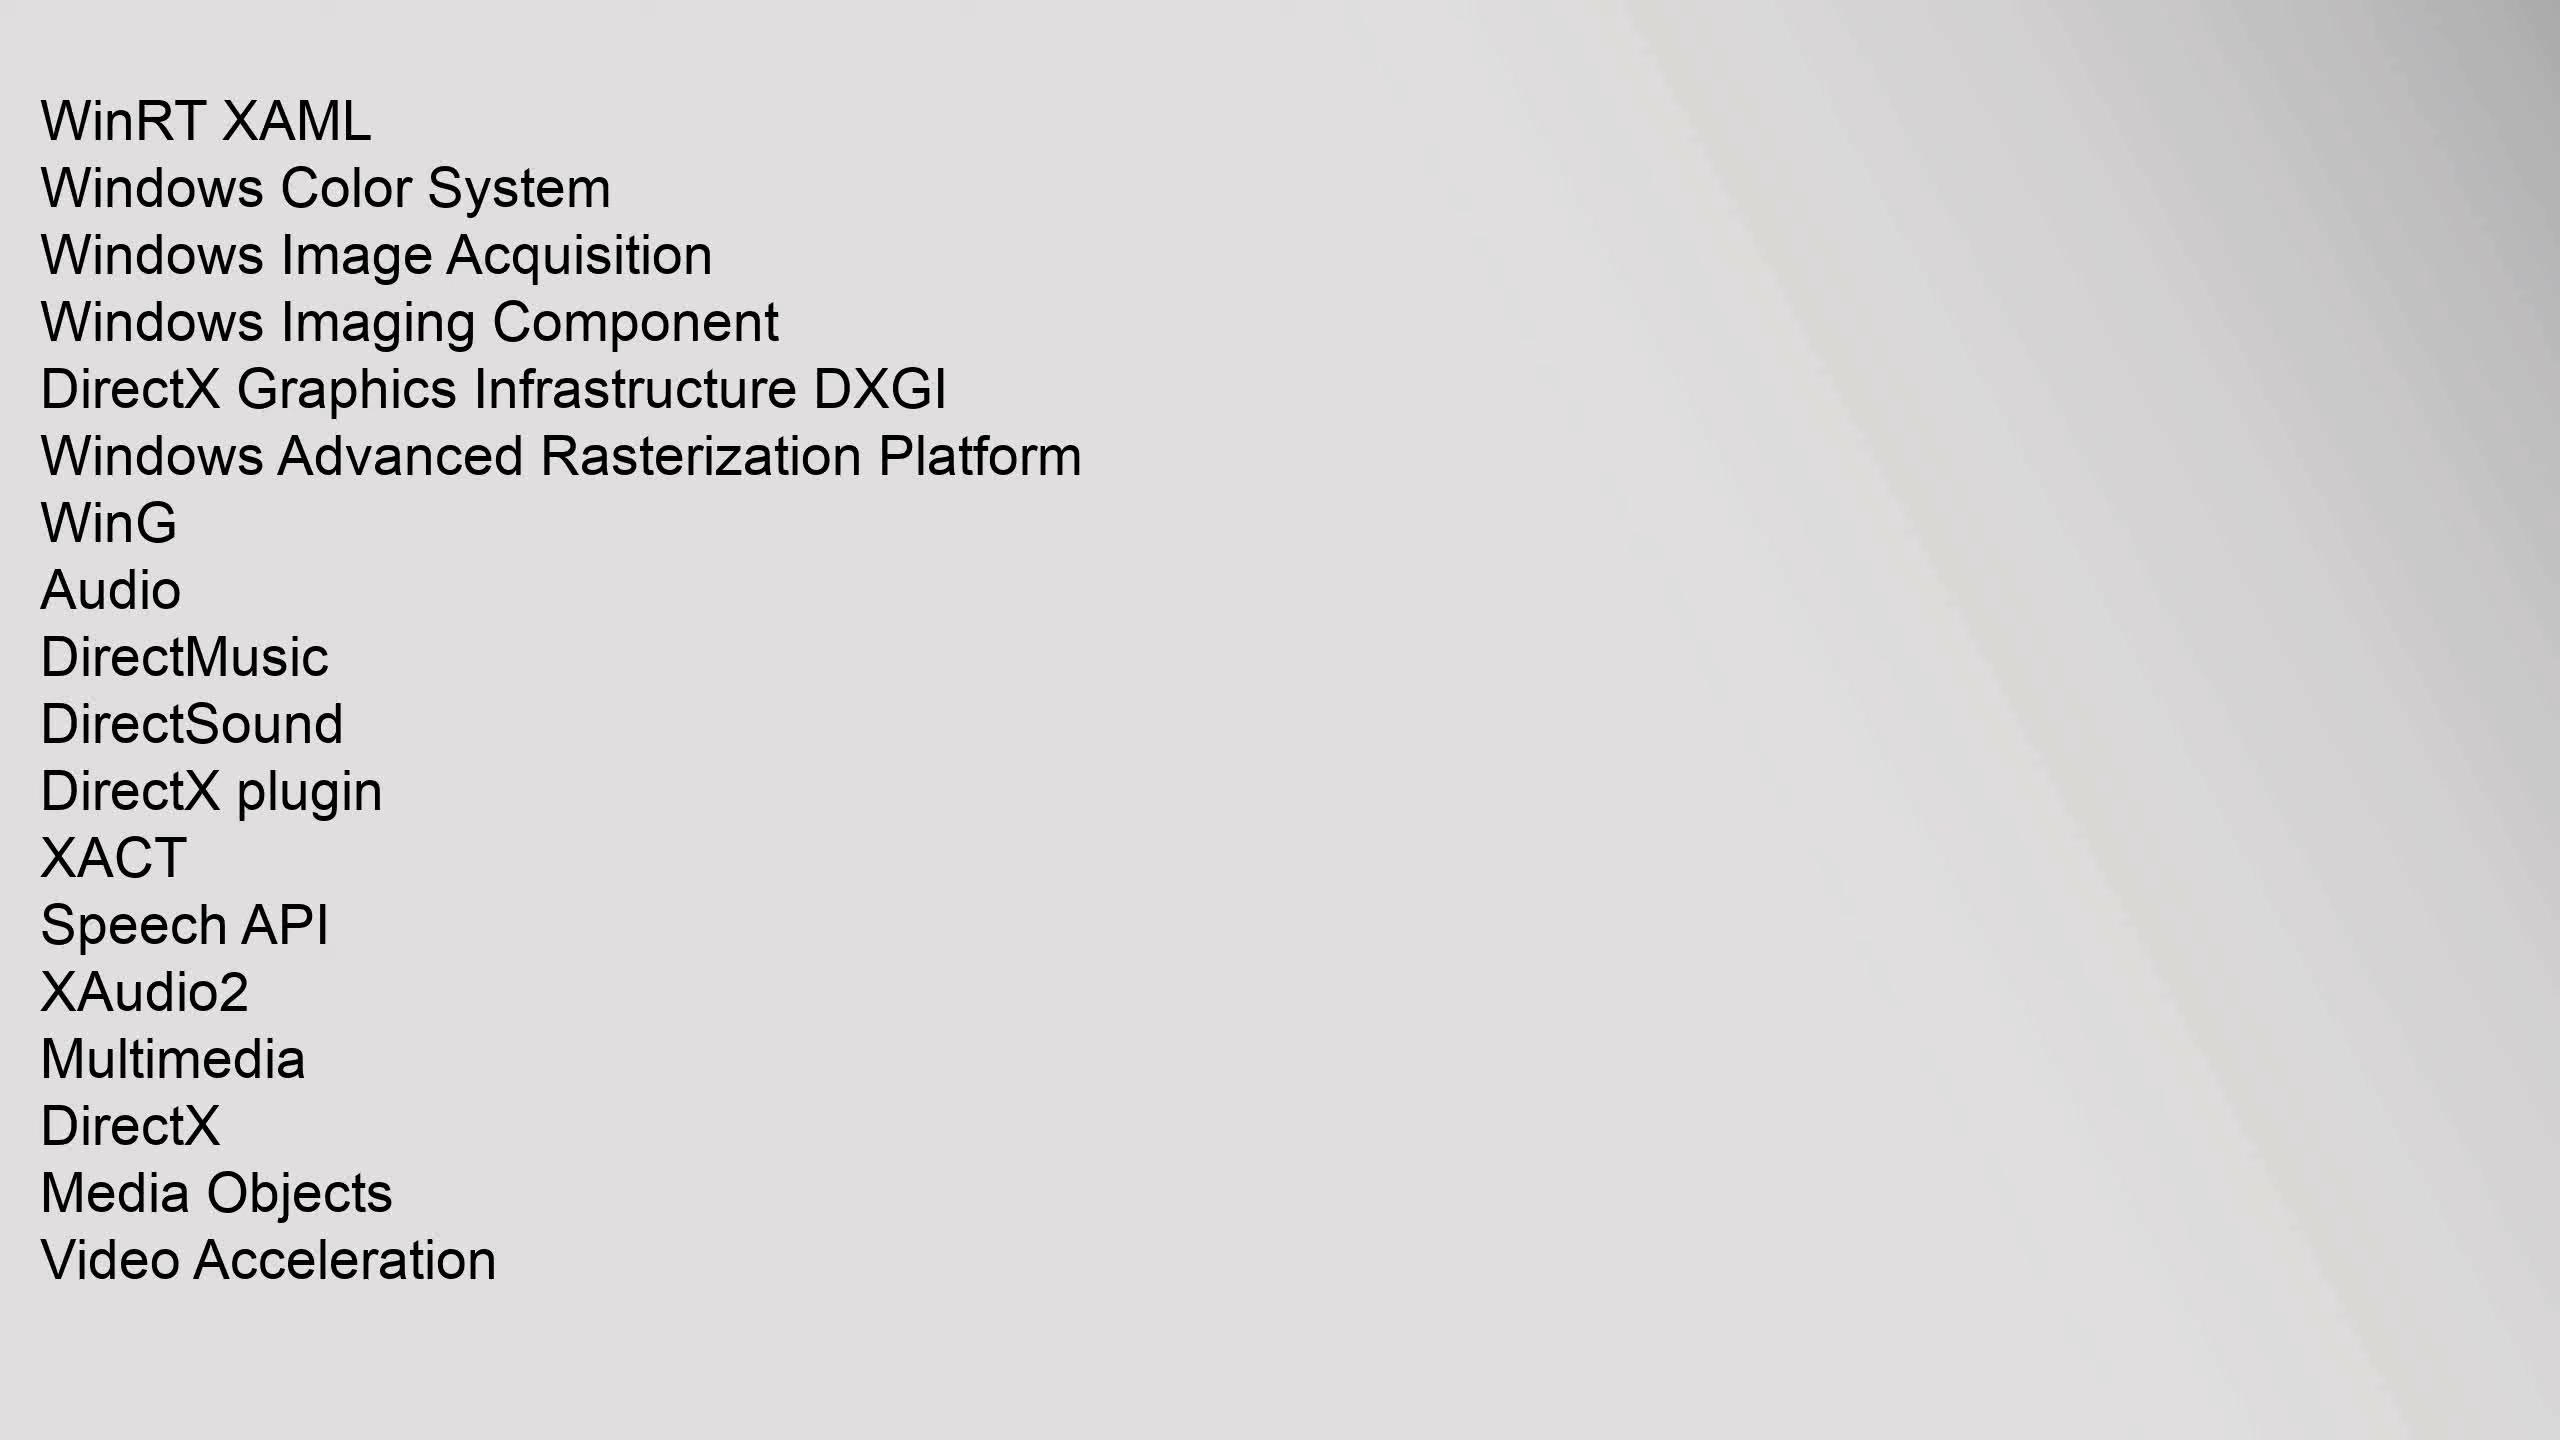 WinRT XAML
Windows Color System
Windows Image Acquisition
Windows Imaging Component
DirectX Graphics Infrastructure DXGI
Windows Advanced Rasterization Platform
WinG
Audio
DirectMusic
DirectSound
DirectX plugin
XACT
Speech API
XAudio2
Multimedia
DirectX
Media Objects
Video Acceleration